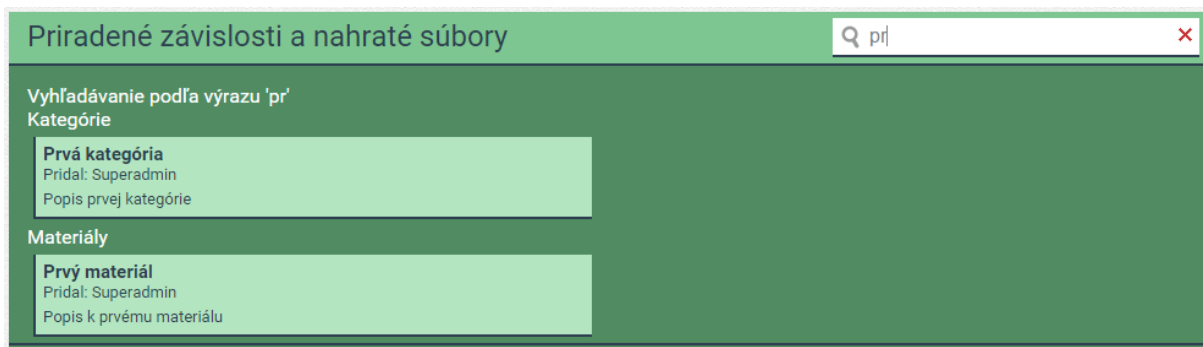 Priradené závislosti a nahraté súbory
pr
Vyhľadávanie podľa výrazu 'pr'
Kategórie
Prvá kategória
Pridal: Superadmin
Popis prvej kategórie
Materiály
Prvý materiál
Pridal: Superadmin
Popis k prvému materiálu